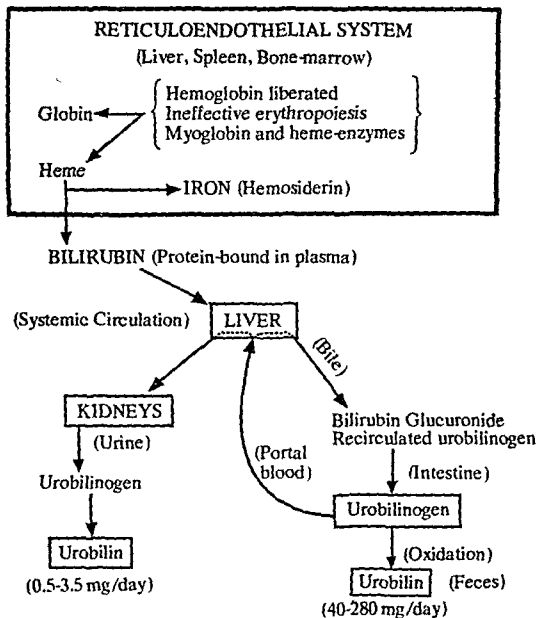 RETICULOENDOTHELIAL SYSTEM
(Liver, Spleen, Bone-marrow)
Hemoglobin liberated
Globin
Ineffective erythropoiesis
Myoglobin and heme-enzymes
Heme
IRON (Hemosiderin)
BILIRUBIN (Protein-bound in plasma)
(Systemic Circulation)
LIVER
(Bile)
KIDNEYS
(Urine)
Bilirubin Glucuronide
Recirculated urobilinogen
(Portal
blood)
(Intestine)
Urobilinogen
Urobilinogen
(Oxidation)
Urobilin
(0.5-3.5 mg/day)
Urobilin
(Feces)
(40-280 mg/day)